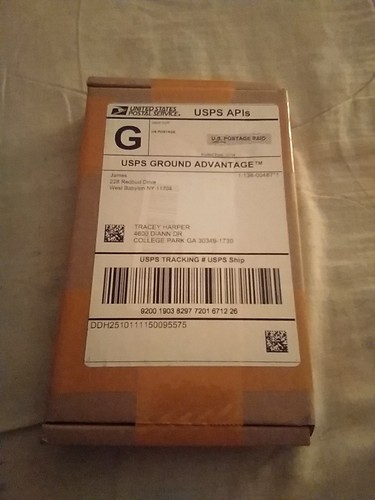 UNITED STATES
POSTAL SERVICE®
USPS APIs
G
US POSTAGE
U.S. POSTAGE PAID
USPS GROUND ADVANTAGE™
James
228 Redbud Drive
West Babylon NY 11704
TRACEY HARPER
4600 DIANN DR
COLLEGE PARK GA 30349-1730
USPS TRACKING # USPS Ship
9200 1903 8297 7201 6712 26
DDH2510111150095575